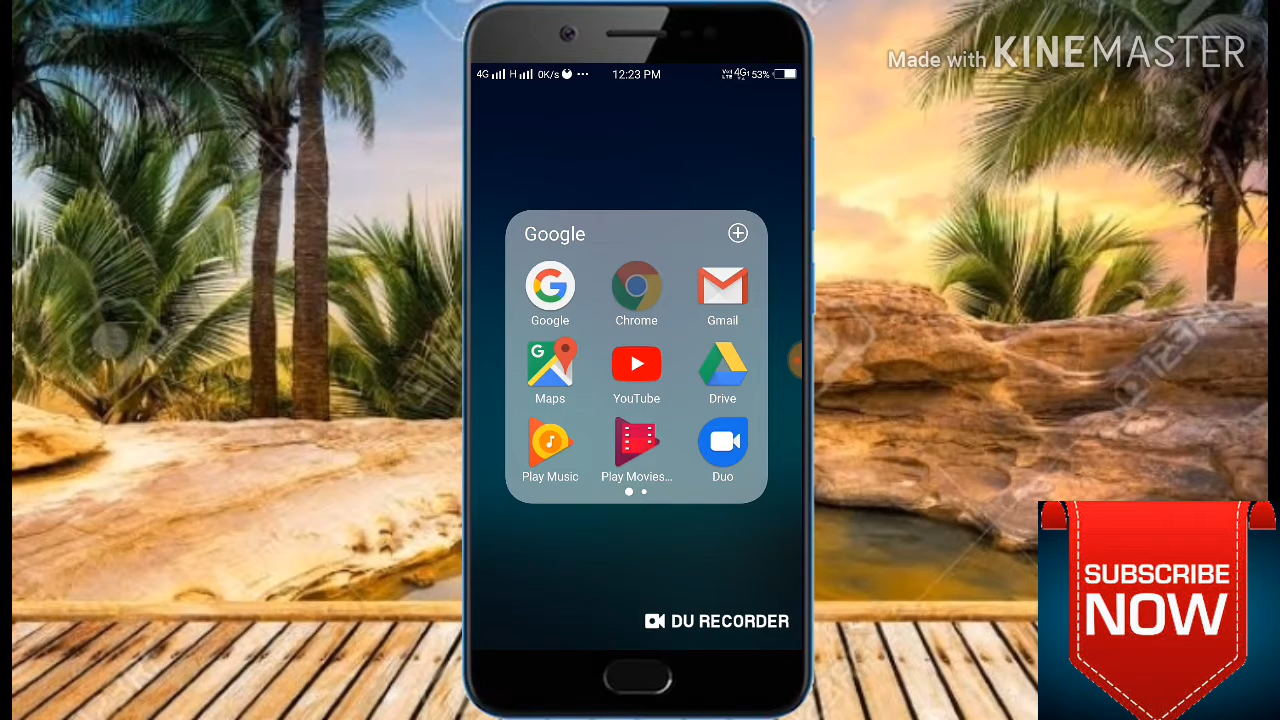 Made with KINEMASTER
4G H 0K/s ... 12:23 PM 4G 53%
Google
Google Chrome Gmail
G
Maps YouTube Drive
Play Music Play Movies... Duo
DU RECORDER
SUBSCRIBE
NOW